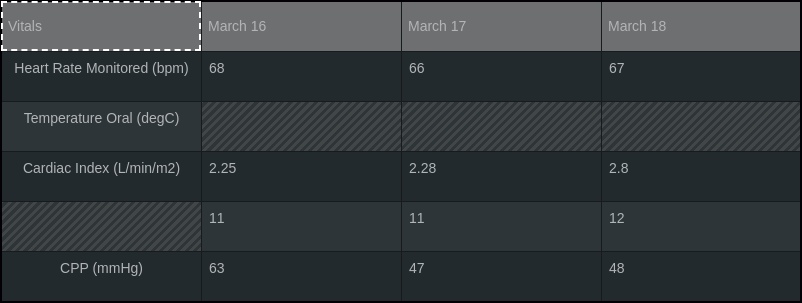 Vitals March 16 March 17 March 18
Heart Rate Monitored (bpm) 68 66 67
Temperature Oral (degC)
Cardiac Index (L/min/m2) 2.25 2.28 2.8
11 11 12
CPP (mmHg) 63 47 48